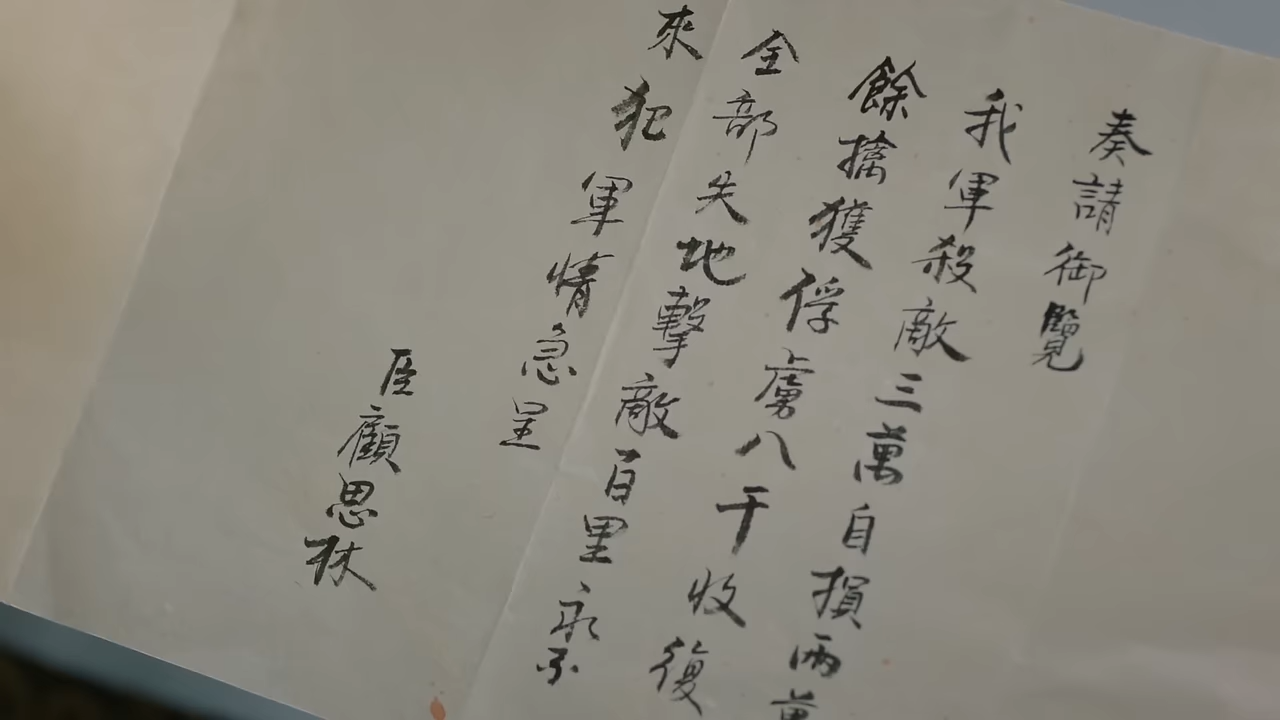 奏請御覽
我軍殺敵三萬自損兩萬
餘擒獲俘虜八千收復
全部失地擊敵百里永不
來犯軍情急呈
臣顧思林